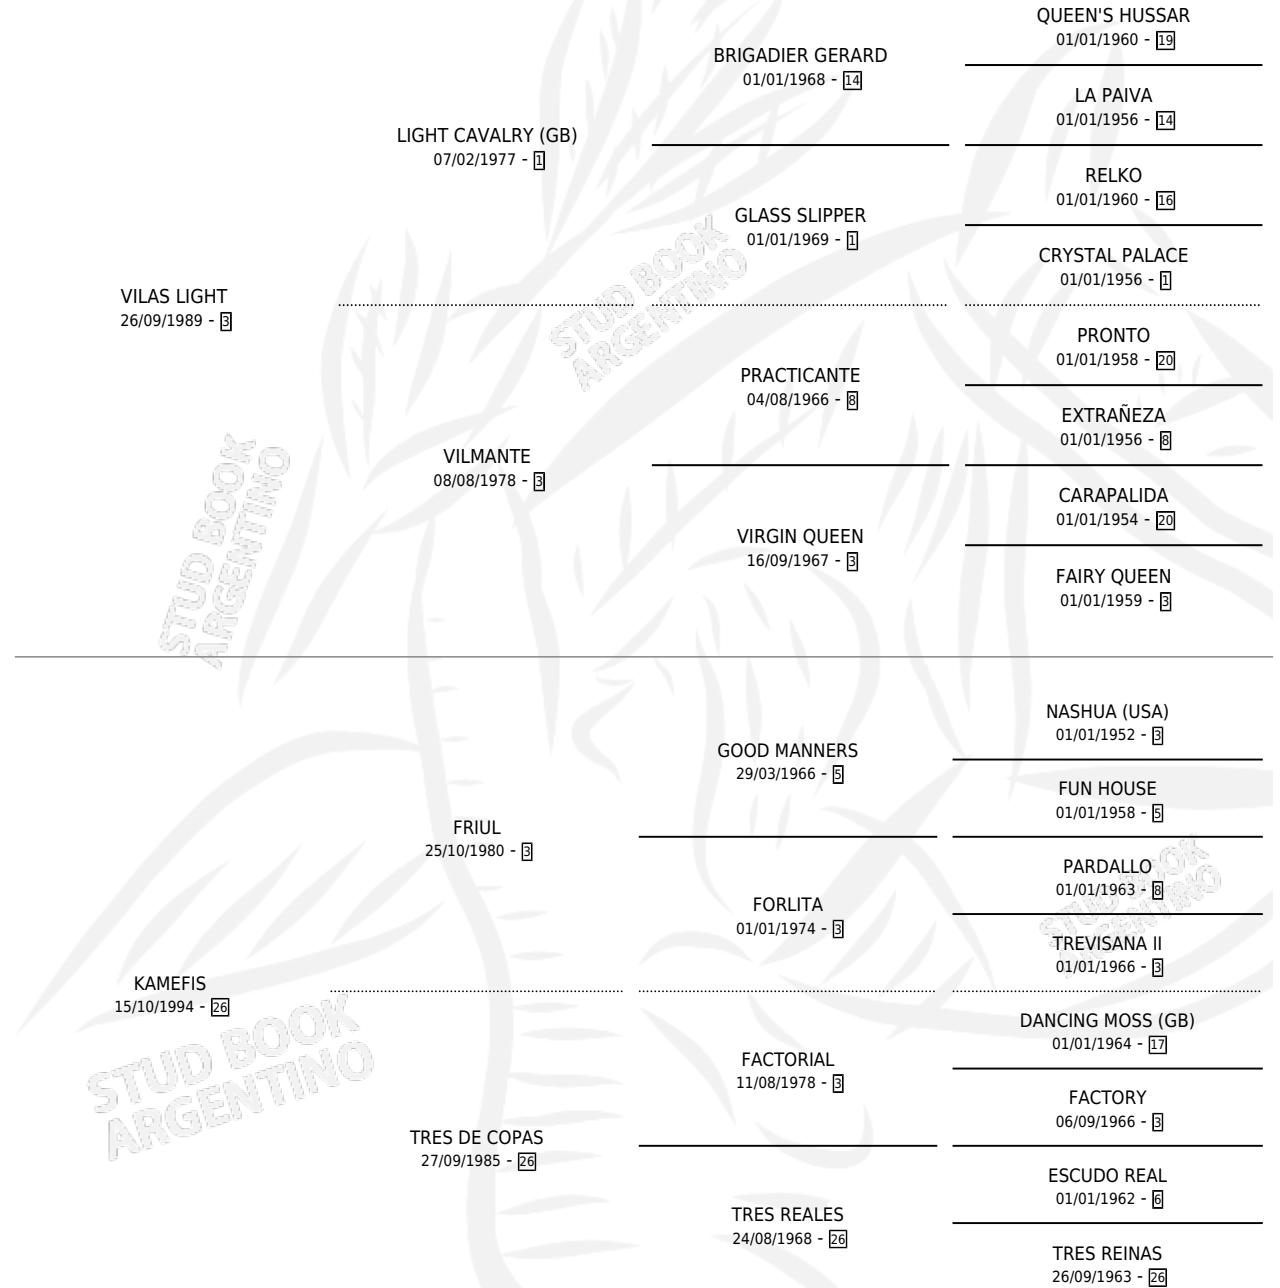 QUEEN'S HUSSAR
01/01/1960 - 19
BRIGADIER GERARD
01/01/1968 - 14
LA PAIVA
01/01/1956 - 14
LIGHT CAVALRY (GB)
07/02/1977 - 1
RELKO
01/01/1960 - 16
GLASS SLIPPER
01/01/1969 - 1
CRYSTAL PALACE
01/01/1956 - 1
VILAS LIGHT
26/09/1989 - 3
PRONTO
01/01/1958 - 20
PRACTICANTE
04/08/1966 - 8
EXTRAÑEZA
01/01/1956 - 8
VILMANTE
08/08/1978 - 3
CARAPALIDA
01/01/1954 - 20
VIRGIN QUEEN
16/09/1967 - 3
FAIRY QUEEN
01/01/1959 - 3
NASHUA (USA)
01/01/1952 - 3
GOOD MANNERS
29/03/1966 - 5
FUN HOUSE
01/01/1958 - 5
FRIUL
25/10/1980 - 3
PARDALLO
01/01/1963 - 8
FORLITA
01/01/1974 - 3
TREVISANA II
01/01/1966 - 3
KAMEFIS
15/10/1994 - 26
DANCING MOSS (GB)
01/01/1964 - 17
FACTORIAL
11/08/1978 - 3
FACTORY
06/09/1966 - 3
TRES DE COPAS
27/09/1985 - 26
ESCUDO REAL
01/01/1962 - 6
TRES REALES
24/08/1968 - 26
TRES REINAS
26/09/1963 - 26
STUD BOOK
ARGENTINO
STUD BOOK
ARGENTINO
STUD BOOK
ARGENTINO
STUD BOOK
ARGENTINO